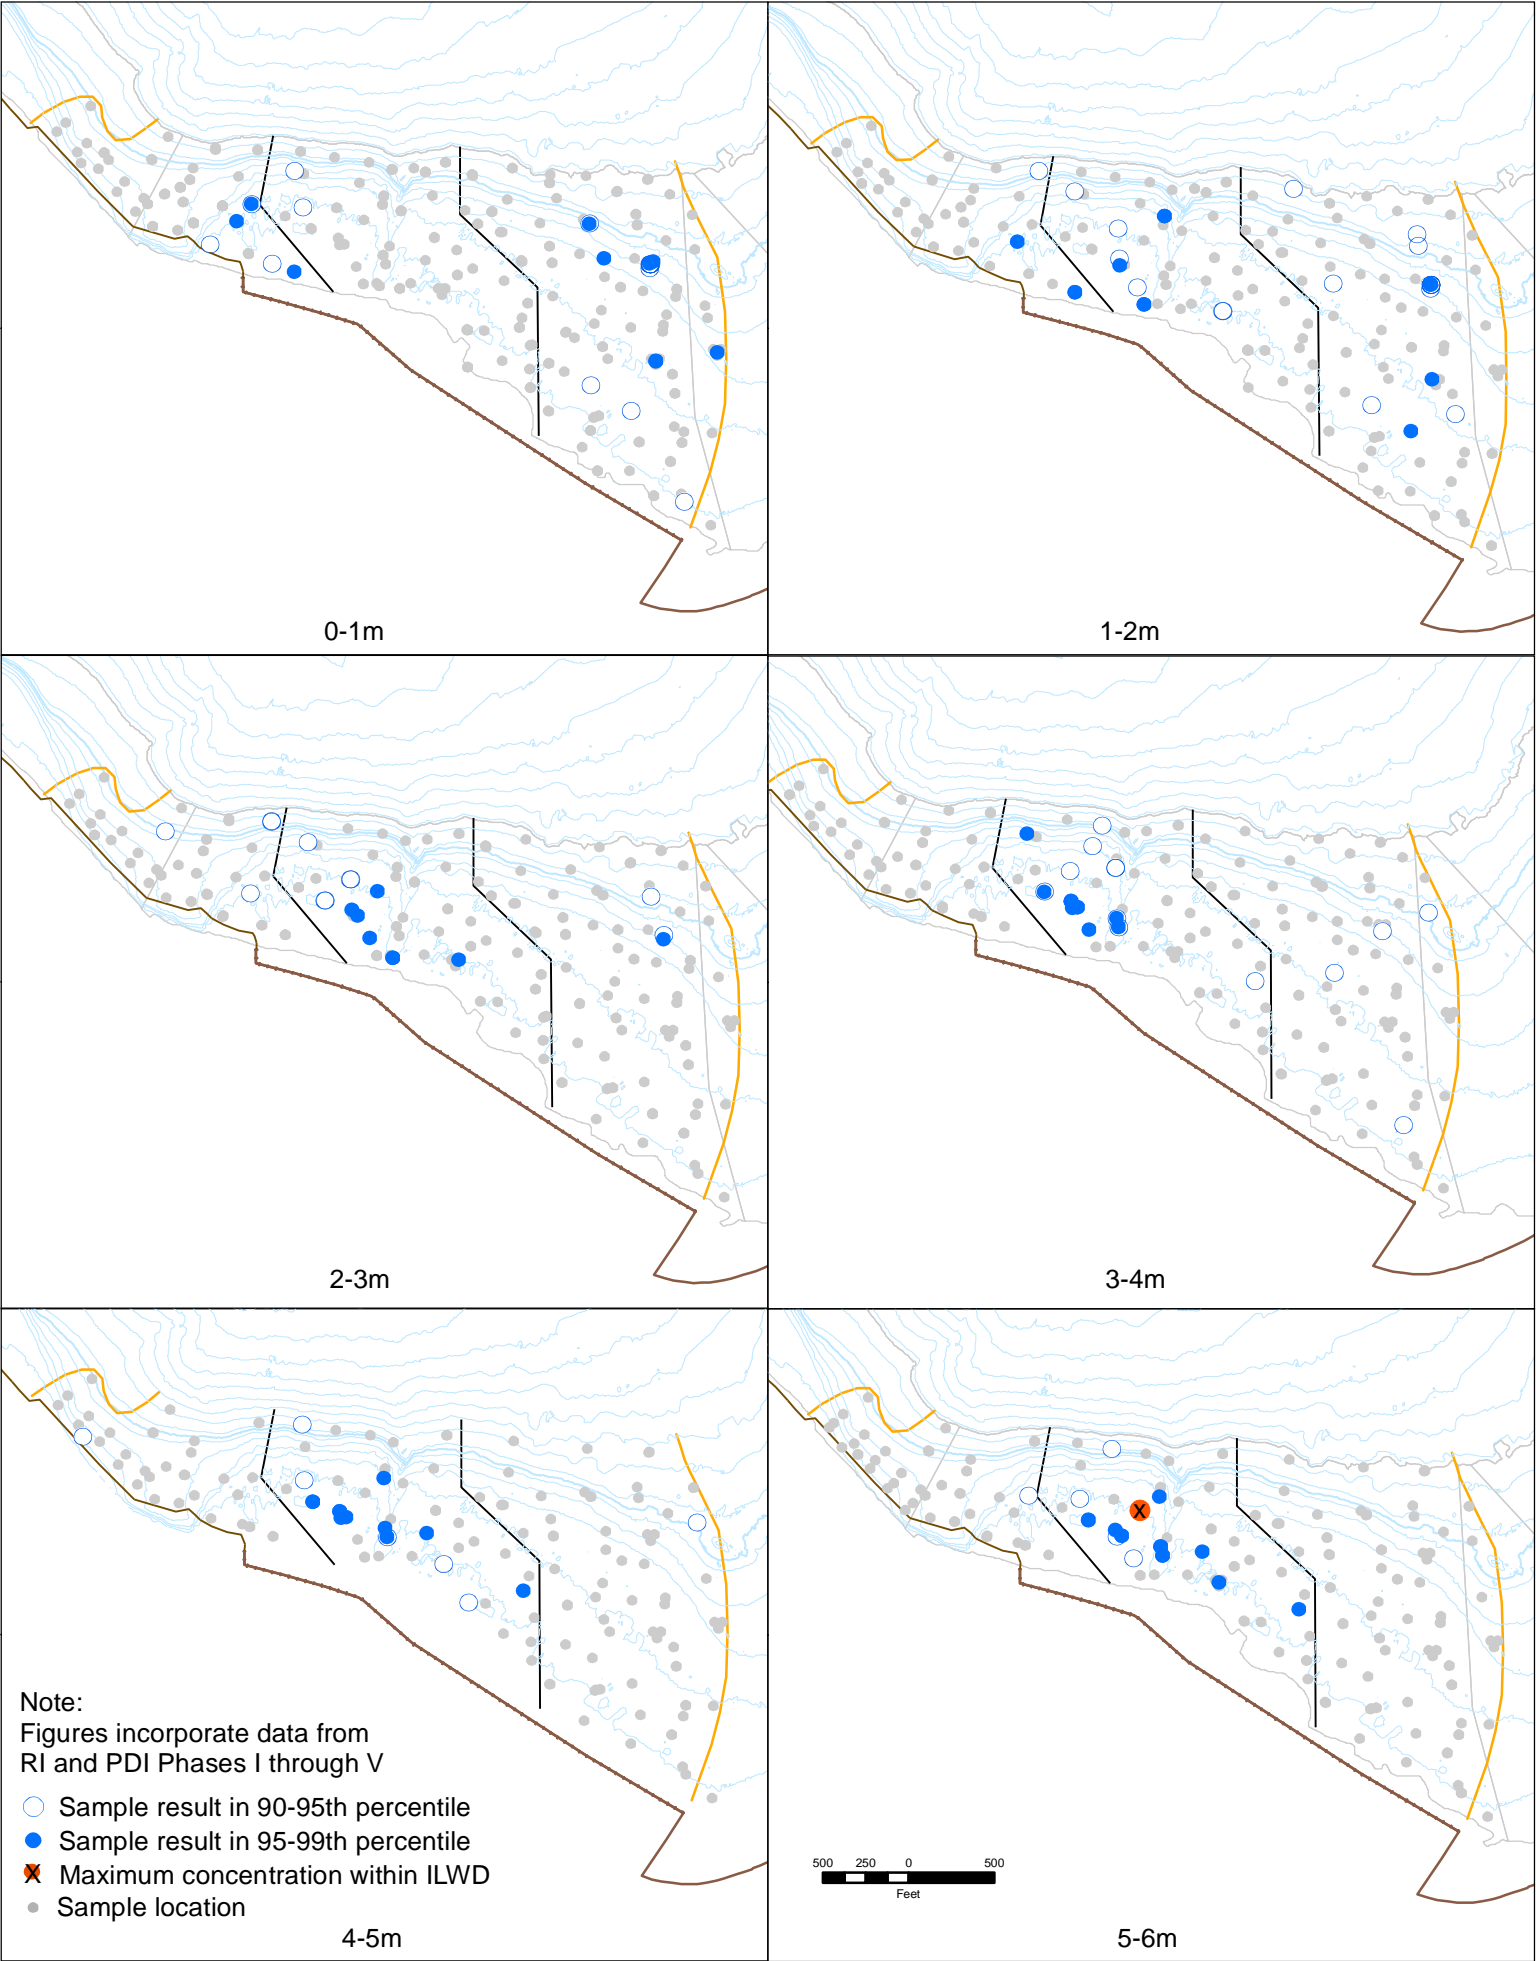 0-1m
1-2m
2-3m
3-4m
Note:
Figures incorporate data from
RI and PDI Phases I through V
Sample result in 90-95th percentile
Sample result in 95-99th percentile
X Maximum concentration within ILWD
Sample location
4-5m
X
500 250 0 500
Feet
5-6m